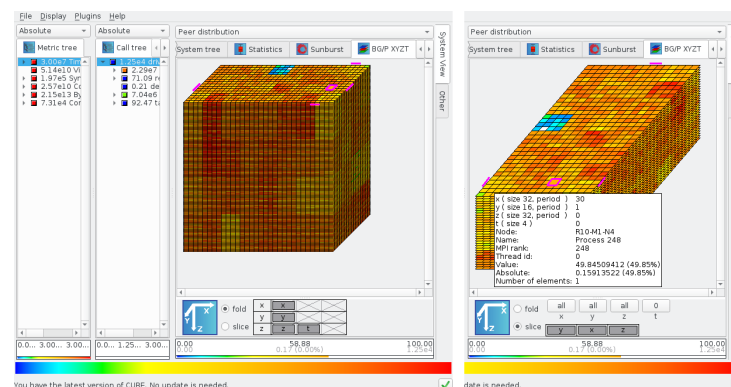 File Display Plugins Help
Absolute
Absolute
Peer distribution
Metric tree
Call tree
System tree
Statistics
Sunburst
BG/P XYZT
3.00e7 Tim
5.14e10 Vi
1.97e5 Syn
2.57e10 Co
2.15e13 By
7.31e4 Cor
1.25e4 driv
2.29e7
71.09 re
0.21 de
7.04e6
92.47 ta
System View
Other
x
Y
z
fold
slice
x x
y y
z z t
0.0... 3.00... 3.00...
0.0... 1.25... 3.00...
0.00 58.88 100.00
0.00 0.17 (0.00%) 1.25e4
You have the latest version of CUBE. No update is needed.
Peer distribution
System tree
Statistics
Sunburst
BG/P XYZT
x ( size 32, period ) 30
y ( size 16, period ) 1
z ( size 32, period ) 0
t ( size 4 ) 0
Node: R10-M1-N4
Name: Process 248
MPI rank: 248
Thread id: 0
Value: 49.84509412 (49.85%)
Absolute: 0.15913522 (49.85%)
Number of elements: 1
x
Y
z
fold
slice
all all all 0
x y z t
y x z
0.00 58.88 100.00
0.00 0.17 (0.00%) 1.25e4
date is needed.